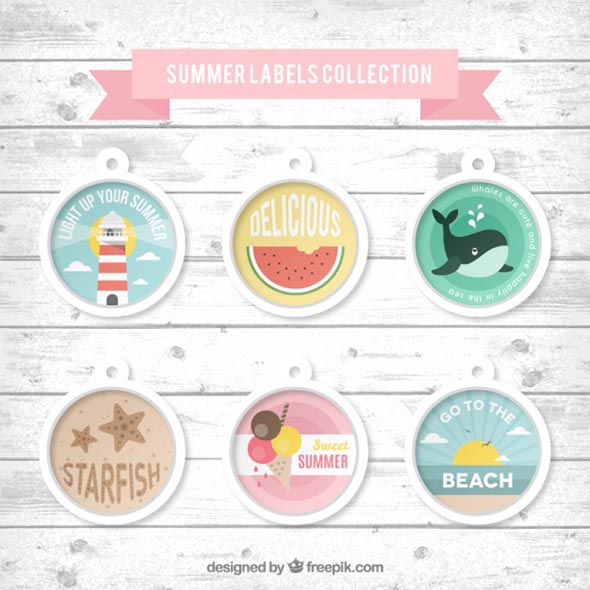 SUMMER LABELS COLLECTION
LIGHT UP YOUR SUMMER
DELICIOUS
Whales are cute and live happily in the sea
STARFISH
Sweet
SUMMER
GO TO THE
BEACH
designed by freepik.com